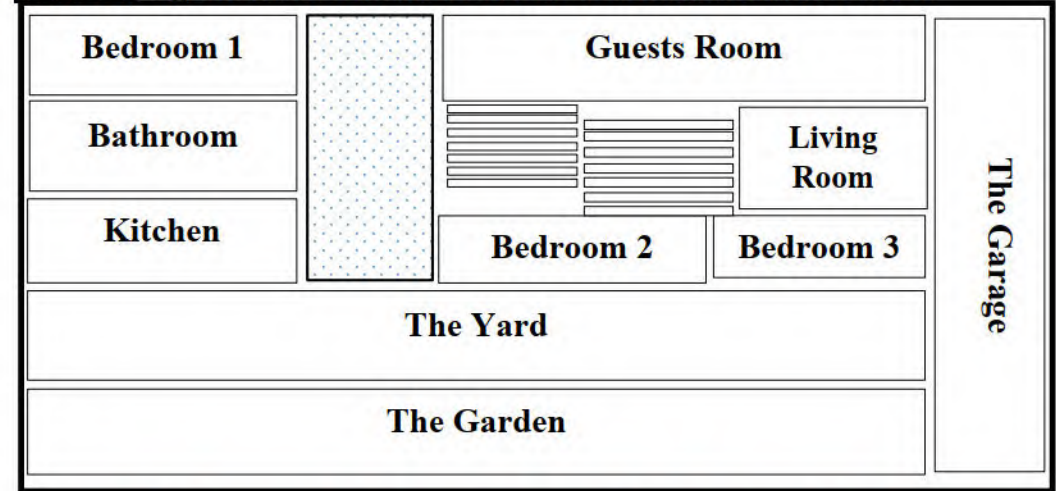 Bedroom 1
Guests Room
Bathroom
Living
Room
Kitchen
Bedroom 2
Bedroom 3
The Garage
The Yard
The Garden